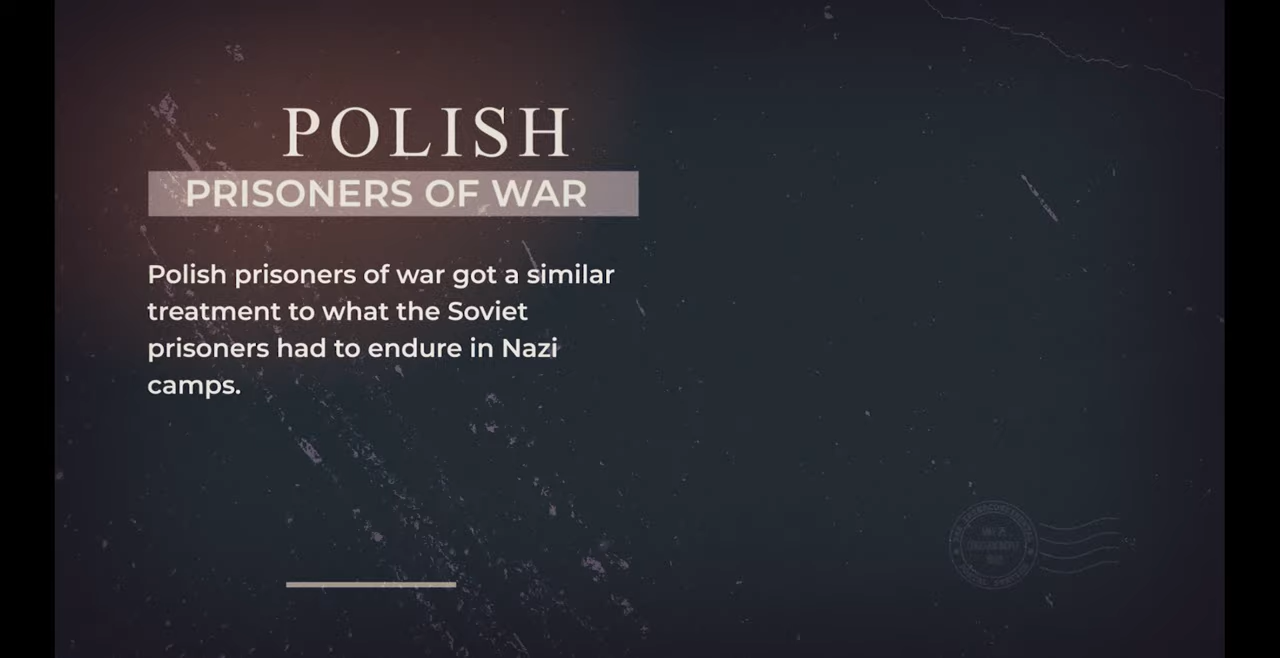 POLISH
PRISONERS OF WAR
Polish prisoners of war got a similar
treatment to what the Soviet
prisoners had to endure in Nazi
camps.